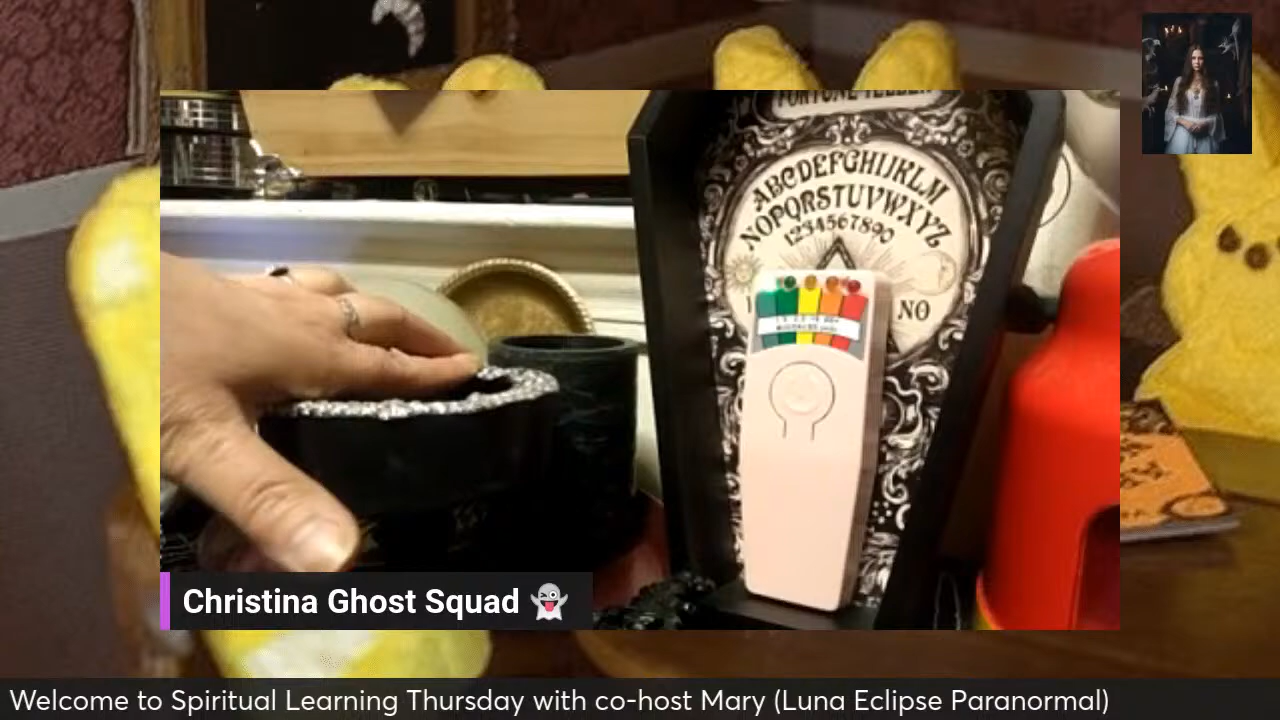 FORTUNE TELLER
ABCDEFGHIJKLM
NOPQRSTUVWXYZ
1234567890
NO
Christina Ghost Squad 👻
Welcome to Spiritual Learning Thursday with co-host Mary (Luna Eclipse Paranormal)